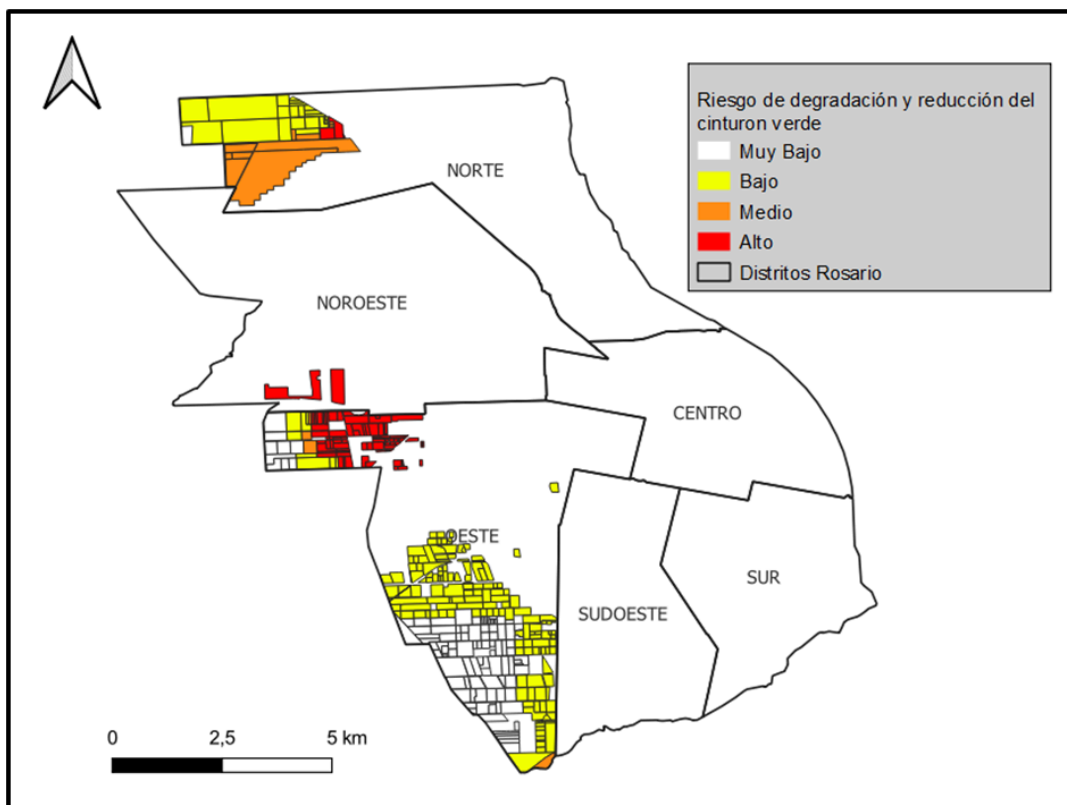 Riesgo de degradación y reducción del
cinturon verde
Muy Bajo
Bajo
Medio
Alto
Distritos Rosario
NORTE
NOROESTE
CENTRO
OESTE
SUR
SUDOESTE
0 2,5 5 km